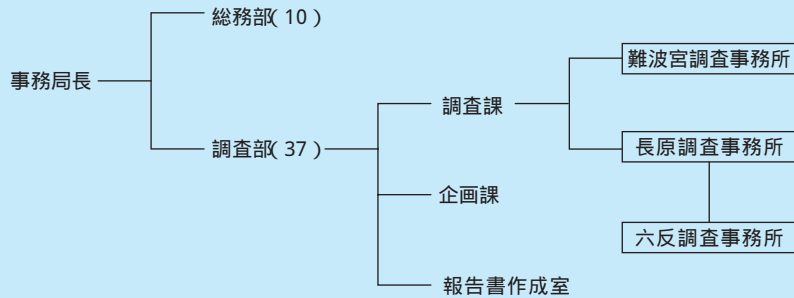 総務部(10)
事務局長
調査部(37)
調査課
企画課
報告書作成室
難波宮調査事務所
長原調査事務所
六反調査事務所